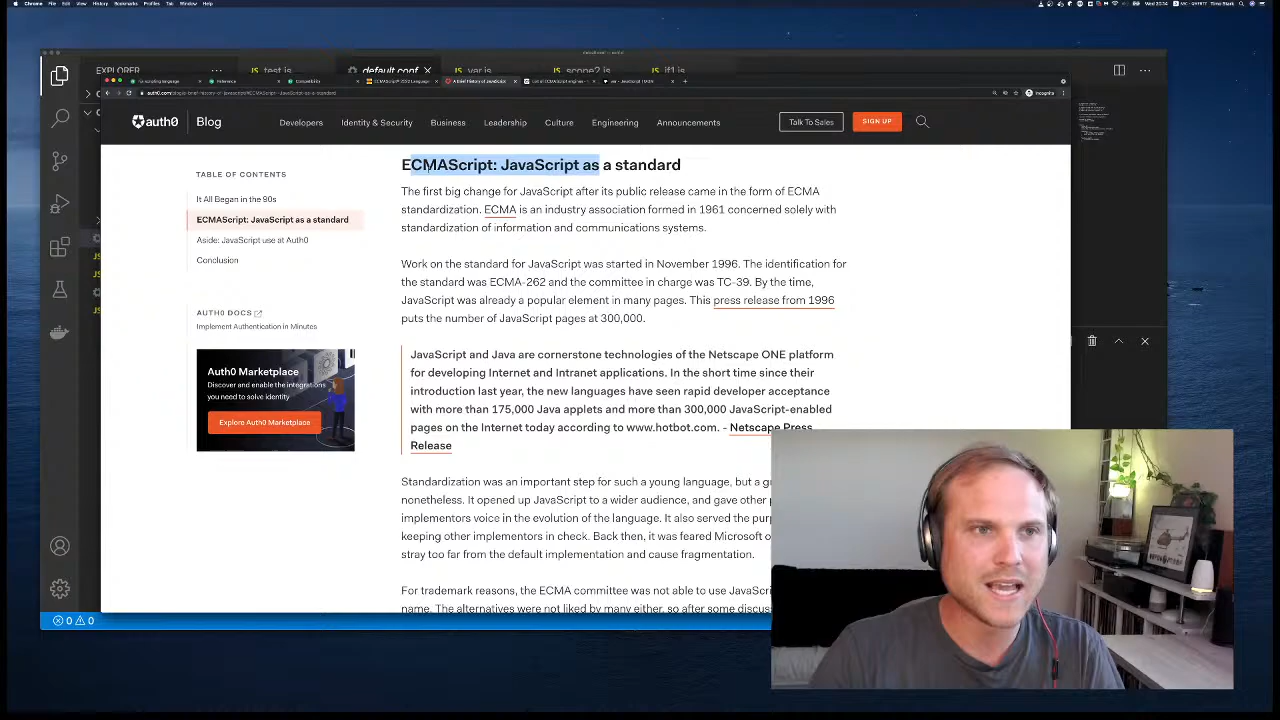 Chrome File Edit View History Bookmarks Profiles Tab Window Help
Timo Stark
EXPLORER
test.js
default.conf
var.js
scope2.js
if1.js
auth0
Blog
Developers
Identity & Security
Business
Leadership
Culture
Engineering
Announcements
Talk To Sales
SIGN UP
TABLE OF CONTENTS
It All Began in the 90s
ECMAScript: JavaScript as a standard
Aside: JavaScript use at Auth0
Conclusion
AUTH0 DOCS
Implement Authentication in Minutes
Auth0 Marketplace
Discover and enable the integrations
you need to solve identity
Explore Auth0 Marketplace
ECMAScript: JavaScript as a standard
The first big change for JavaScript after its public release came in the form of ECMA
standardization. ECMA is an industry association formed in 1961 concerned solely with
standardization of information and communications systems.
Work on the standard for JavaScript was started in November 1996. The identification for
the standard was ECMA-262 and the committee in charge was TC-39. By the time,
JavaScript was already a popular element in many pages. This press release from 1996
puts the number of JavaScript pages at 300,000.
JavaScript and Java are cornerstone technologies of the Netscape ONE platform
for developing Internet and Intranet applications. In the short time since their
introduction last year, the new languages have seen rapid developer acceptance
with more than 175,000 Java applets and more than 300,000 JavaScript-enabled
pages on the Internet today according to www.hotbot.com. - Netscape Press
Release
Standardization was an important step for such a young language, but a
nonetheless. It opened up JavaScript to a wider audience, and gave other
implementors voice in the evolution of the language. It also served the
keeping other implementors in check. Back then, it was feared Microsoft
stray too far from the default implementation and cause fragmentation.
For trademark reasons, the ECMA committee was not able to use
name. The alternatives were not liked by many either, so after some
0 0